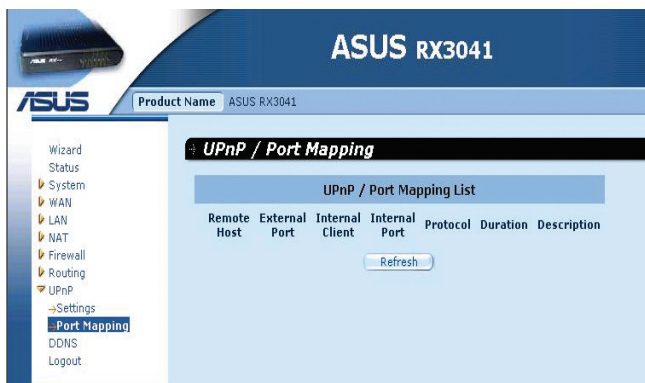 ASUS RX3041
ASUS
Product Name ASUS RX3041
Wizard
Status
System
WAN
LAN
NAT
Firewall
Routing
UPnP
Settings
Port Mapping
DDNS
Logout
UPnP / Port Mapping
UPnP / Port Mapping List
Remote Host External Port Internal Client Internal Port Protocol Duration Description
Refresh